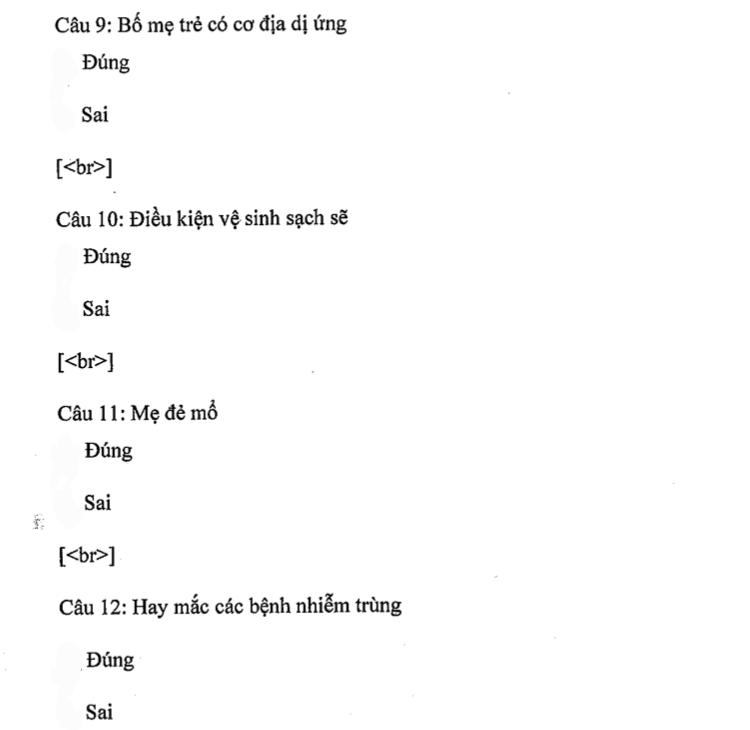 Câu 9: Bố mẹ trẻ có cơ địa dị ứng
Đúng
Sai
[<br>]
Câu 10: Điều kiện vệ sinh sạch sẽ
Đúng
Sai
[<br>]
Câu 11: Mẹ đẻ mổ
Đúng
Sai
[<br>]
Câu 12: Hay mắc các bệnh nhiễm trùng
Đúng
Sai